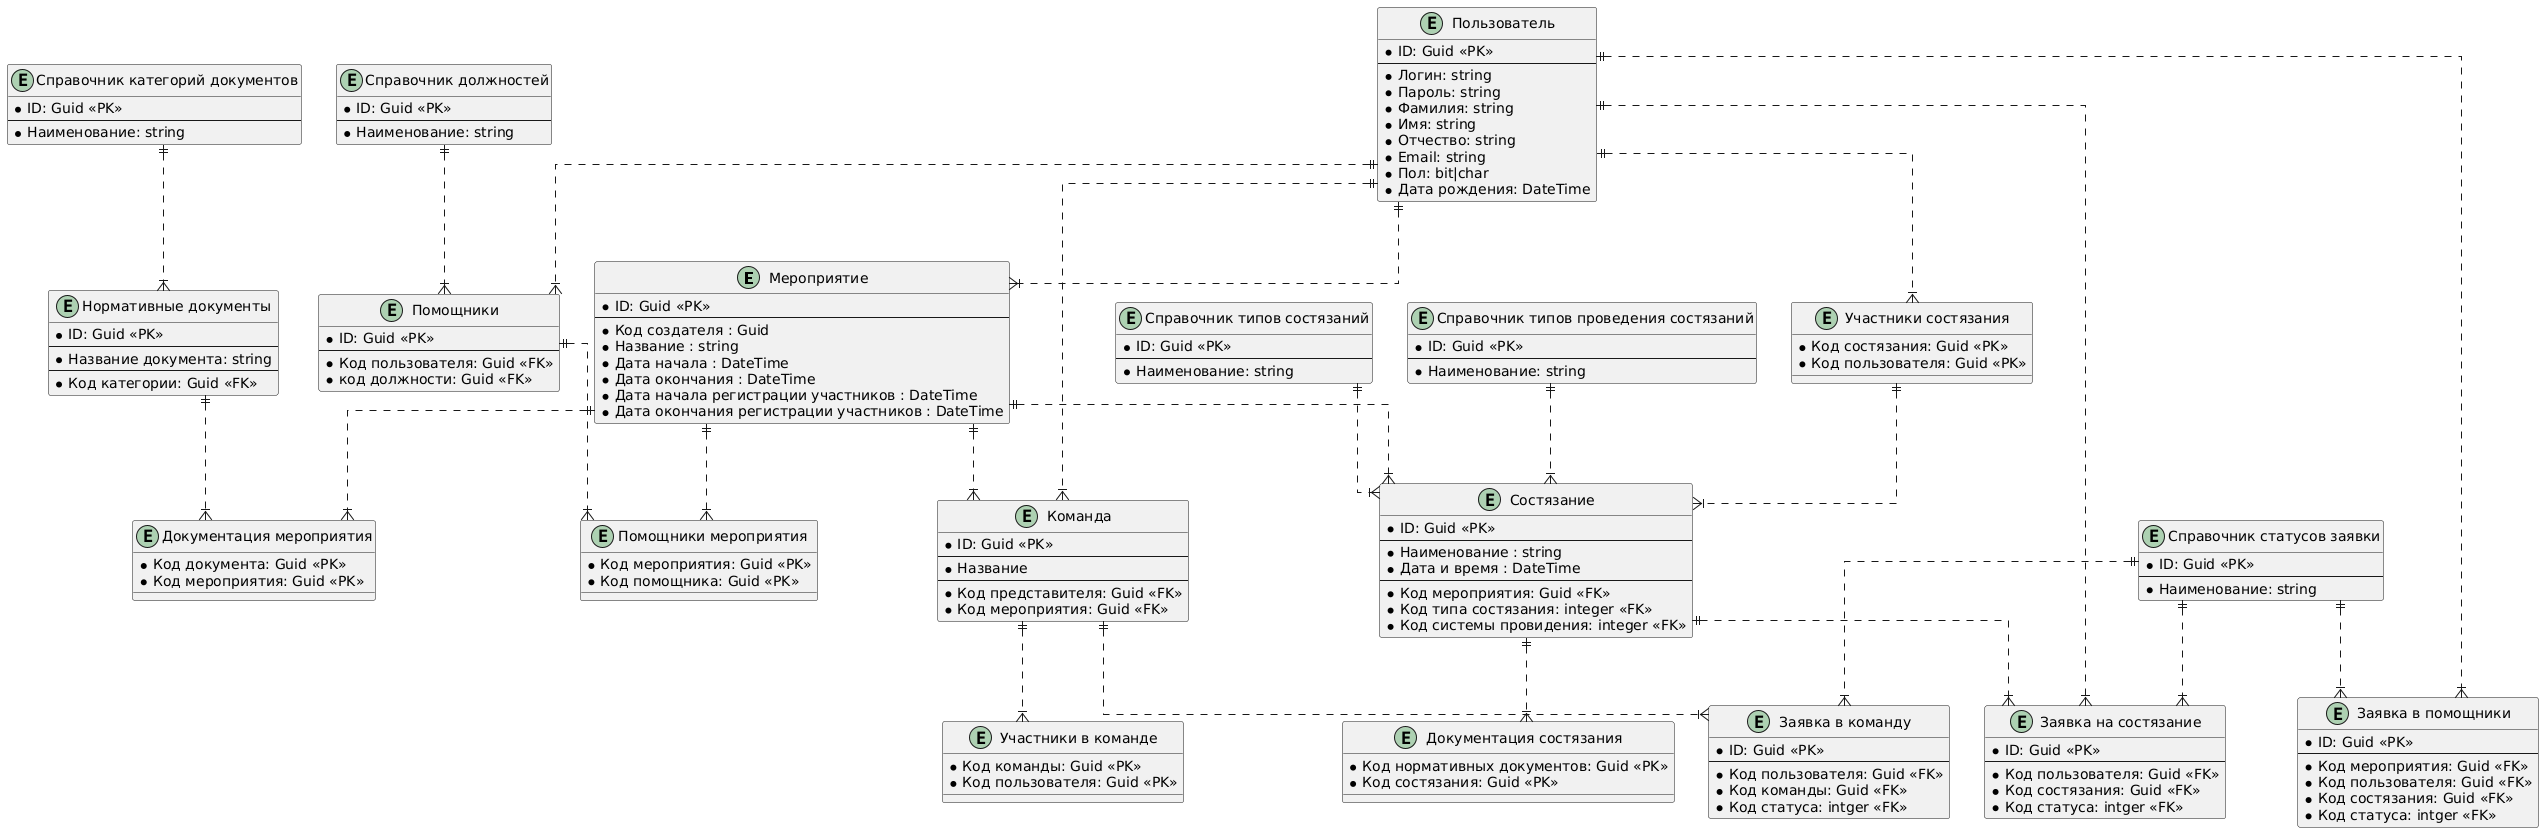 Пользователь
ID: Guid «PK»
Логин: string
Пароль: string
Фамилия: string
Имя: string
Отчество: string
Email: string
Пол: bit|char
Дата рождения: DateTime
Справочник категорий документов
ID: Guid «PK»
Наименование: string
Справочник должностей
ID: Guid «PK»
Наименование: string
Нормативные документы
ID: Guid «PK»
Название документа: string
Код категории: Guid «FK»
Помощники
ID: Guid «PK»
Код пользователя: Guid «FK»
код должности: Guid «FK»
Мероприятие
ID: Guid «PK»
Код создателя : Guid
Название : string
Дата начала : DateTime
Дата окончания : DateTime
Дата начала регистрации участников : DateTime
Дата окончания регистрации участников : DateTime
Справочник типов состязаний
ID: Guid «PK»
Наименование: string
Справочник типов проведения состязаний
ID: Guid «PK»
Наименование: string
Участники состязания
Код состязания: Guid «PK»
Код пользователя: Guid «PK»
Документация мероприятия
Код документа: Guid «PK»
Код мероприятия: Guid «PK»
Помощники мероприятия
Код мероприятия: Guid «PK»
Код помощника: Guid «PK»
Команда
ID: Guid «PK»
Название
Код представителя: Guid «FK»
Код мероприятия: Guid «FK»
Состязание
ID: Guid «PK»
Наименование : string
Дата и время : DateTime
Код мероприятия: Guid «FK»
Код типа состязания: integer «FK»
Код системы провидения: integer «FK»
Справочник статусов заявки
ID: Guid «PK»
Наименование: string
Участники в команде
Код команды: Guid «PK»
Код пользователя: Guid «PK»
Документация состязания
Код нормативных документов: Guid «PK»
Код состязания: Guid «PK»
Заявка в команду
ID: Guid «PK»
Код пользователя: Guid «FK»
Код команды: Guid «FK»
Код статуса: intger «FK»
Заявка на состязание
ID: Guid «PK»
Код пользователя: Guid «FK»
Код состязания: Guid «FK»
Код статуса: intger «FK»
Заявка в помощники
ID: Guid «PK»
Код мероприятия: Guid «FK»
Код пользователя: Guid «FK»
Код состязания: Guid «FK»
Код статуса: intger «FK»